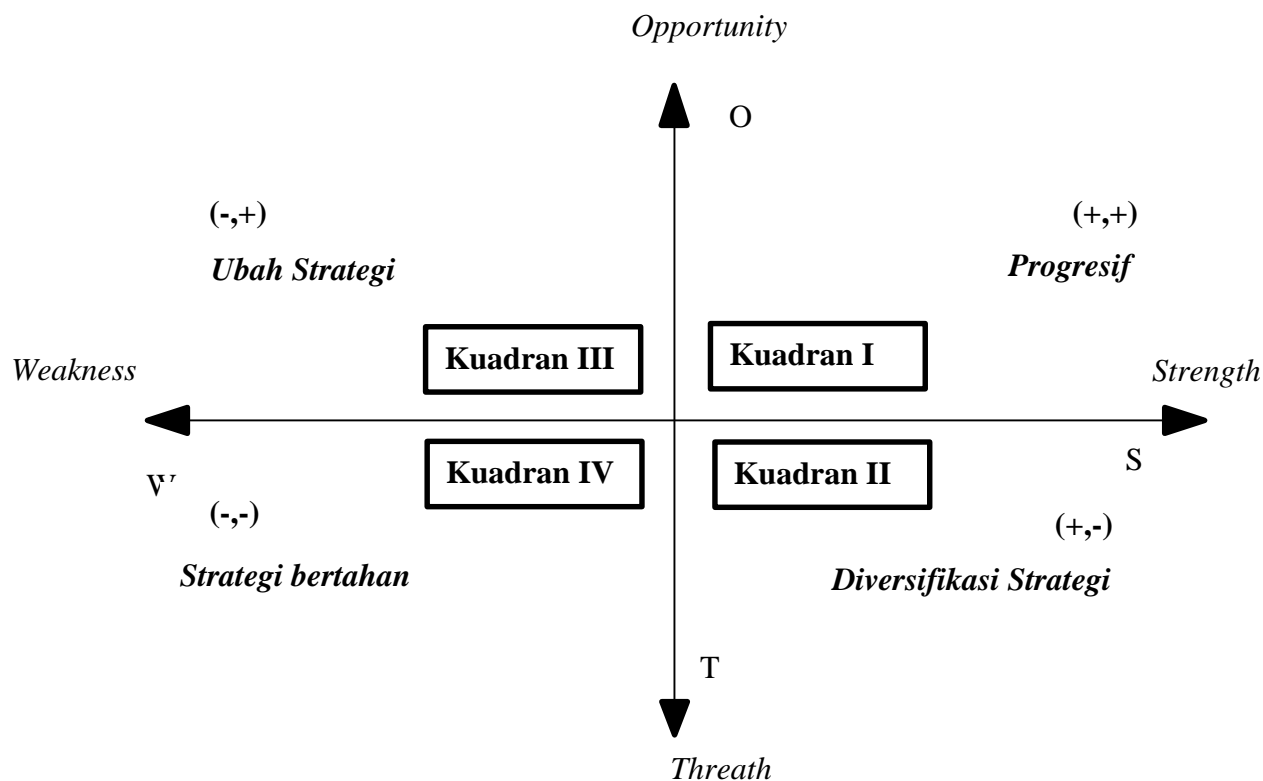 Opportunity
O
(-,+)
(+,+)
Ubah Strategi
Progresif
Kuadran III
Kuadran I
Weakness
Strength
Kuadran IV
Kuadran II
S
W
(-,-)
(+,-)
Strategi bertahan
Diversifikasi Strategi
T
Threath